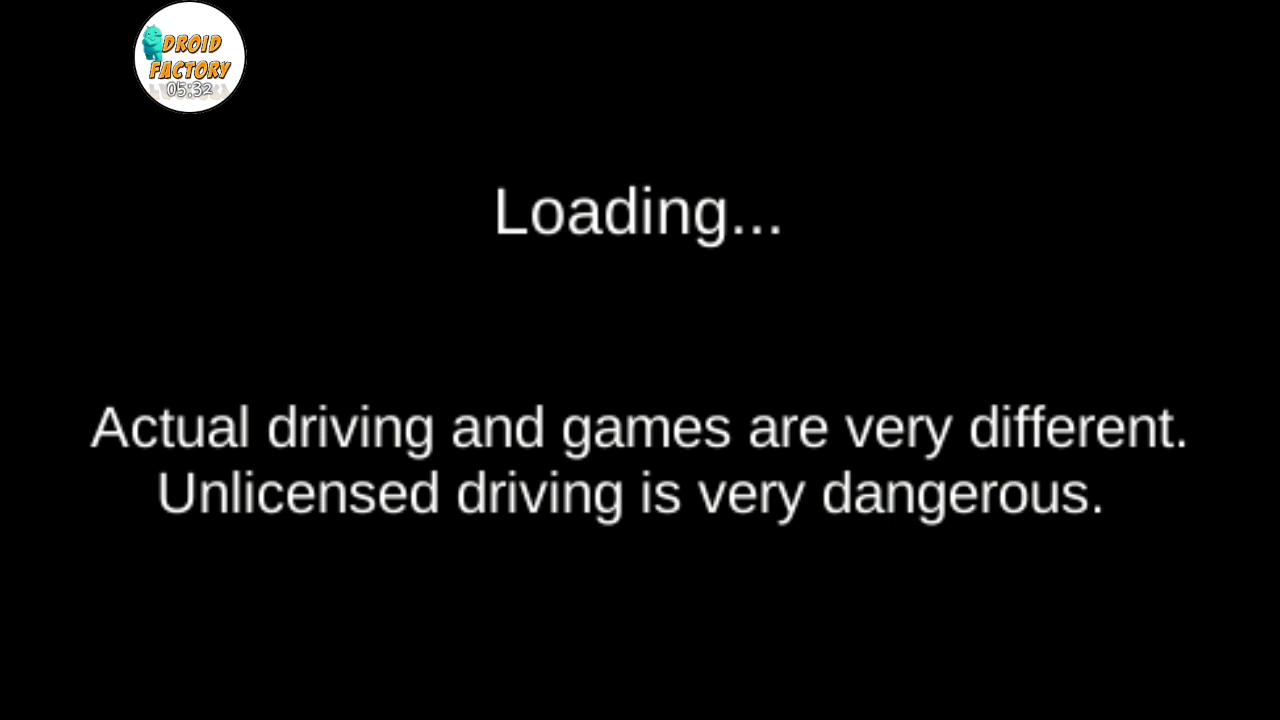 DROID
FACTORY
05:32
Loading...
Actual driving and games are very different.
Unlicensed driving is very dangerous.